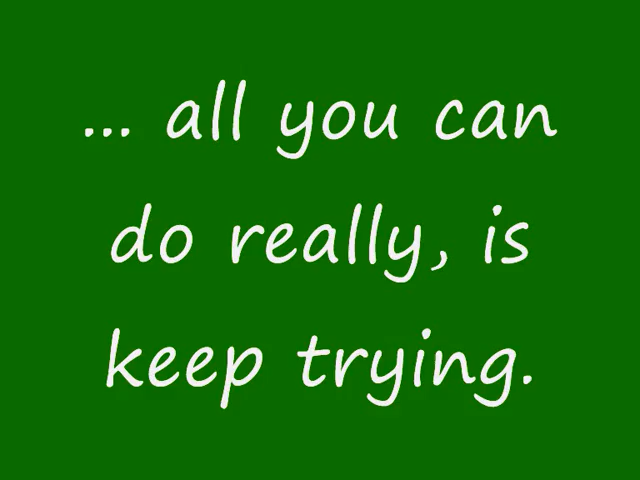 ... all you can
do really, is
keep trying.